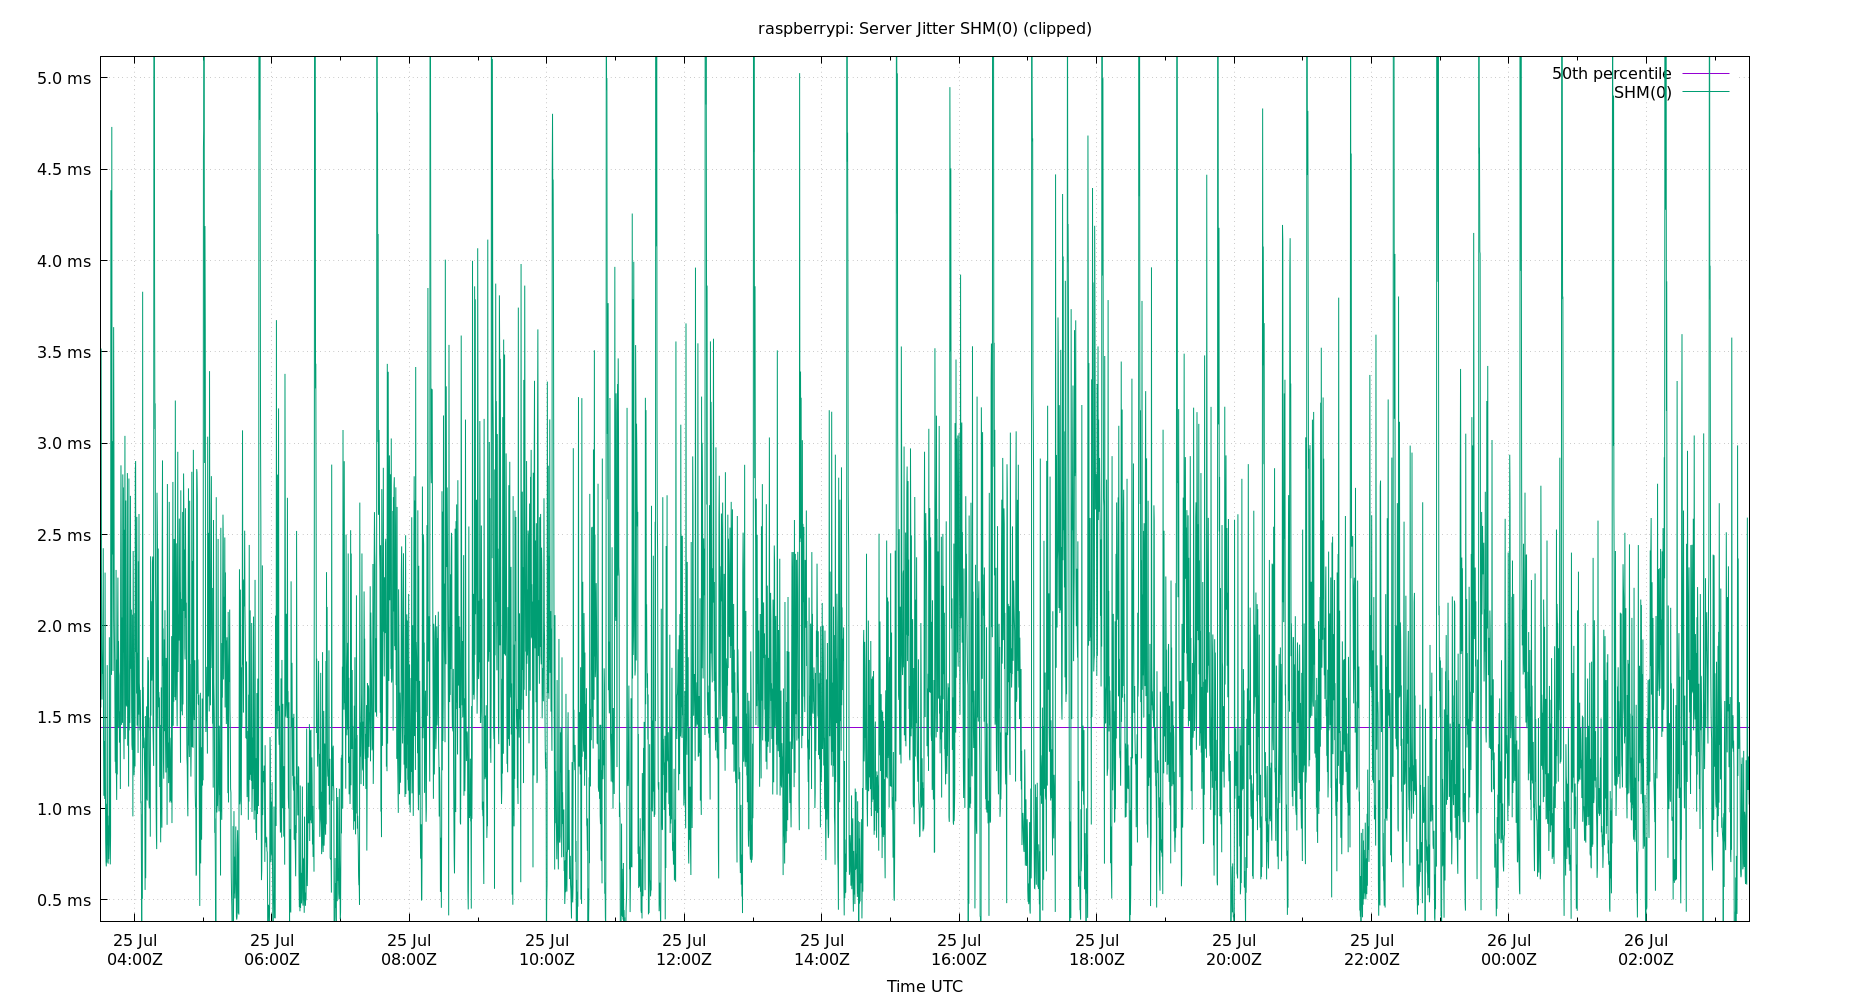 raspberrypi: Server Jitter SHM(0) (clipped)
50th percentile
SHM(0)
5.0 ms
4.5 ms
4.0 ms
3.5 ms
3.0 ms
2.5 ms
2.0 ms
1.5 ms
1.0 ms
0.5 ms
25 Jul 25 Jul 25 Jul 25 Jul 25 Jul 25 Jul 25 Jul 25 Jul 25 Jul 25 Jul 26 Jul 26 Jul
04:00Z 06:00Z 08:00Z 10:00Z 12:00Z 14:00Z 16:00Z 18:00Z 20:00Z 22:00Z 00:00Z 02:00Z
Time UTC